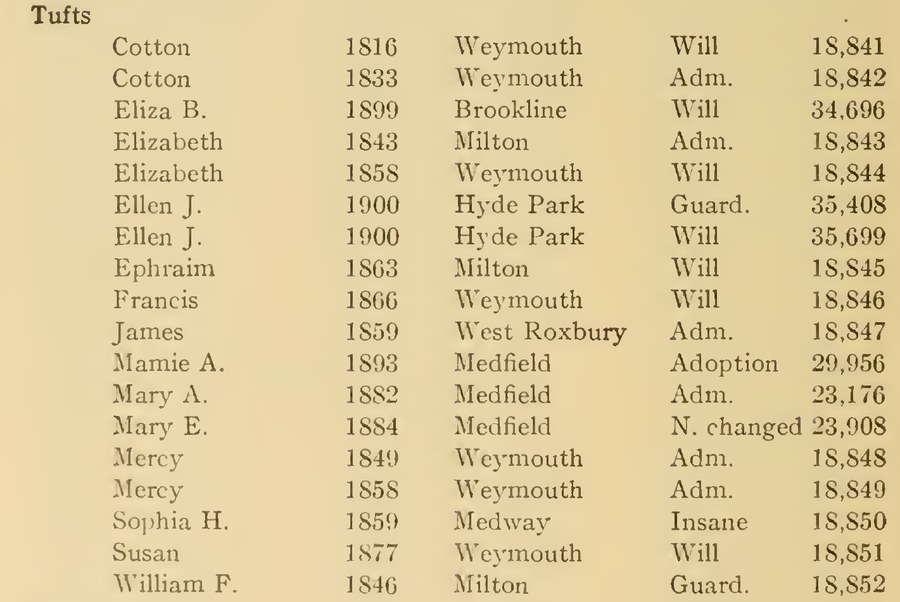 Tufts
Cotton 1816 Weymouth Will 18,841
Cotton 1833 Weymouth Adm. 18,842
Eliza B. 1899 Brookline Will 34,696
Elizabeth 1843 Milton Adm. 18,843
Elizabeth 1858 Weymouth Will 18,844
Ellen J. 1900 Hyde Park Guard. 35,408
Ellen J. 1900 Hyde Park Will 35,699
Ephraim 1863 Milton Will 18,845
Francis 1866 Weymouth Will 18,846
James 1859 West Roxbury Adm. 18,847
Mamie A. 1893 Medfield Adoption 29,956
Mary A. 1882 Medfield Adm. 23,176
Mary E. 1884 Medfield N. changed 23,908
Mercy 1849 Weymouth Adm. 18,848
Mercy 1858 Weymouth Adm. 18,849
Sophia H. 1859 Medway Insane 18,850
Susan 1877 Weymouth Will 18,851
William F. 1846 Milton Guard. 18,852